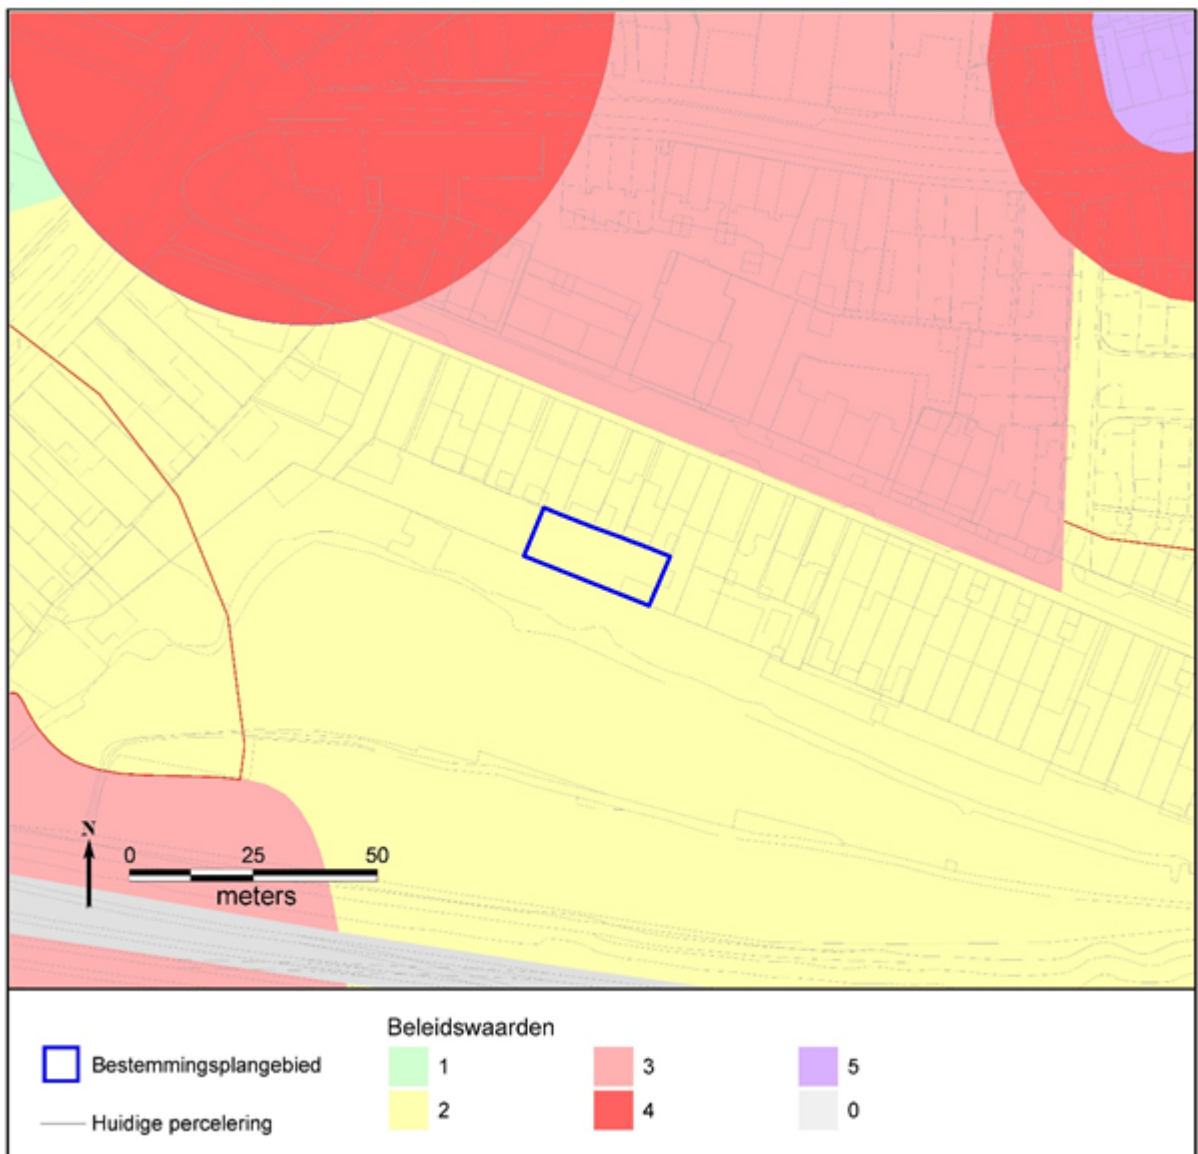 N
0 25 50
meters
Beleidswaarden
Bestemmingsplangebied
1 3 5
2 4 0
Huidige percelering